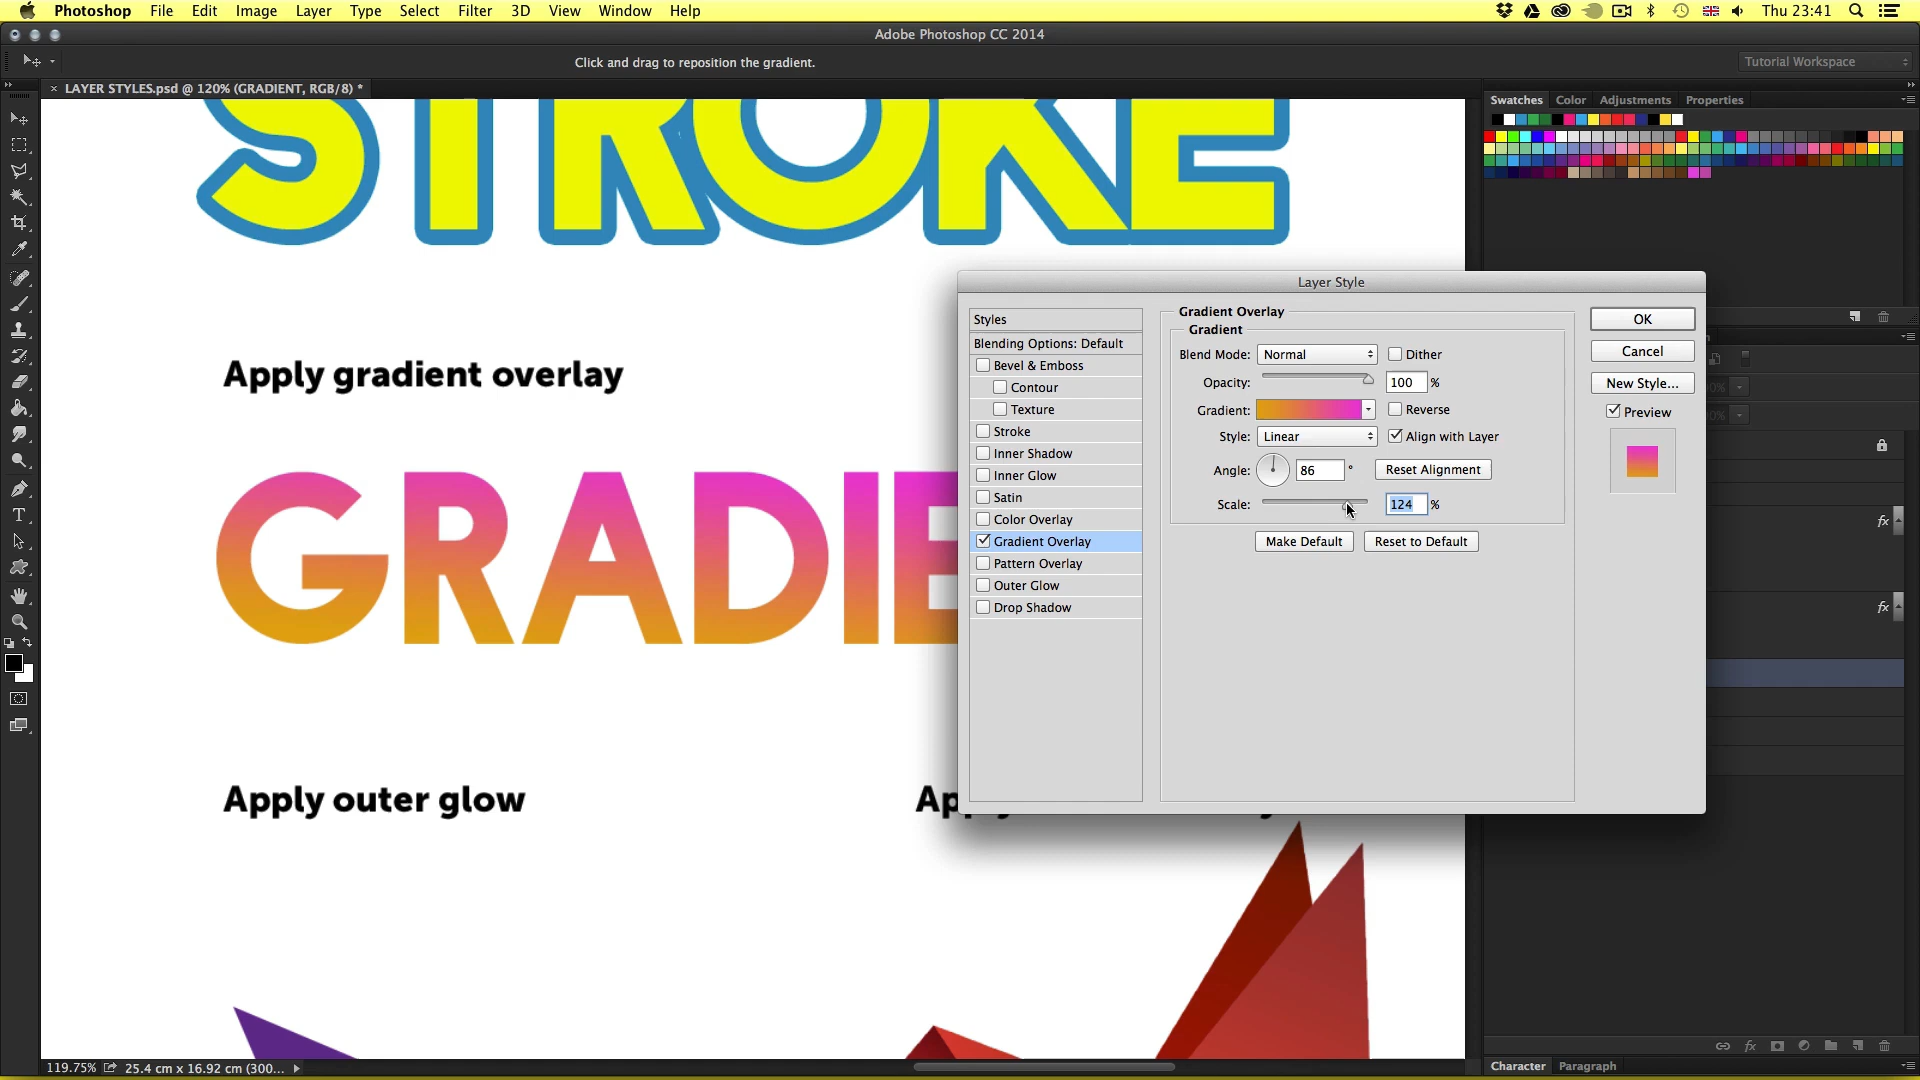 Photoshop File Edit Image Layer Type Select Filter 3D View Window Help Thu 23:41
Adobe Photoshop CC 2014
Click and drag to reposition the gradient. Tutorial Workspace
× LAYER STYLES.psd @ 120% (GRADIENT, RGB/8) *
Swatches Color Adjustments Properties
STROKE
Layer Style
Styles
Blending Options: Default
Bevel & Emboss
Contour
Texture
Stroke
Inner Shadow
Inner Glow
Satin
Color Overlay
Gradient Overlay
Pattern Overlay
Outer Glow
Drop Shadow
Gradient Overlay
Gradient
Blend Mode: Normal Dither
Opacity: 100 %
Gradient: Reverse
Style: Linear Align with Layer
Angle: 86 ° Reset Alignment
Scale: 124 %
Make Default Reset to Default
OK
Cancel
New Style...
Preview
fx
fx
Apply gradient overlay
GRADIE
Apply outer glow
Ap
119.75% 25.4 cm x 16.92 cm (300...
fx
Character Paragraph